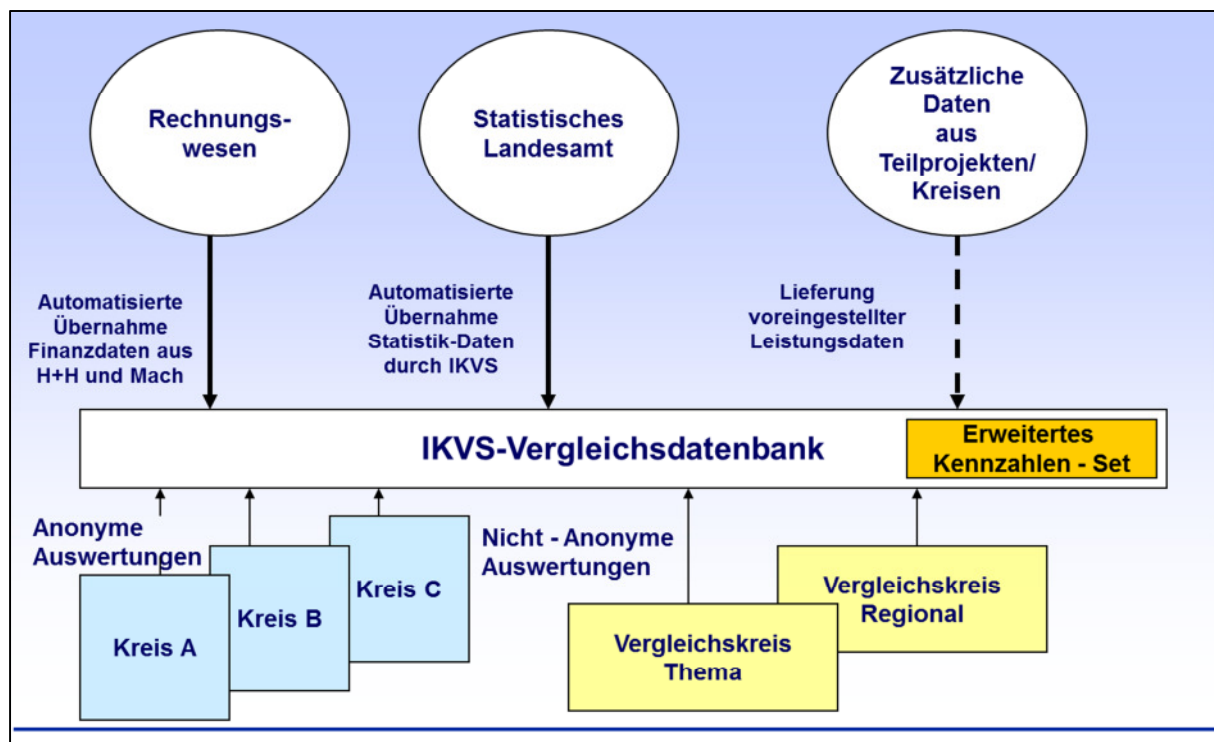 Rechnungs-
wesen
Statistisches
Landesamt
Zusätzliche
Daten
aus
Teilprojekten/
Kreisen
Automatisierte
Übernahme
Finanzdaten aus
H+H und Mach
Automatisierte
Übernahme
Statistik-Daten
durch IKVS
Lieferung
voreingestellter
Leistungsdaten
IKVS-Vergleichsdatenbank
Erweitertes
Kennzahlen - Set
Anonyme
Auswertungen
Kreis A
Kreis B
Kreis C
Nicht - Anonyme
Auswertungen
Vergleichskreis
Thema
Vergleichskreis
Regional